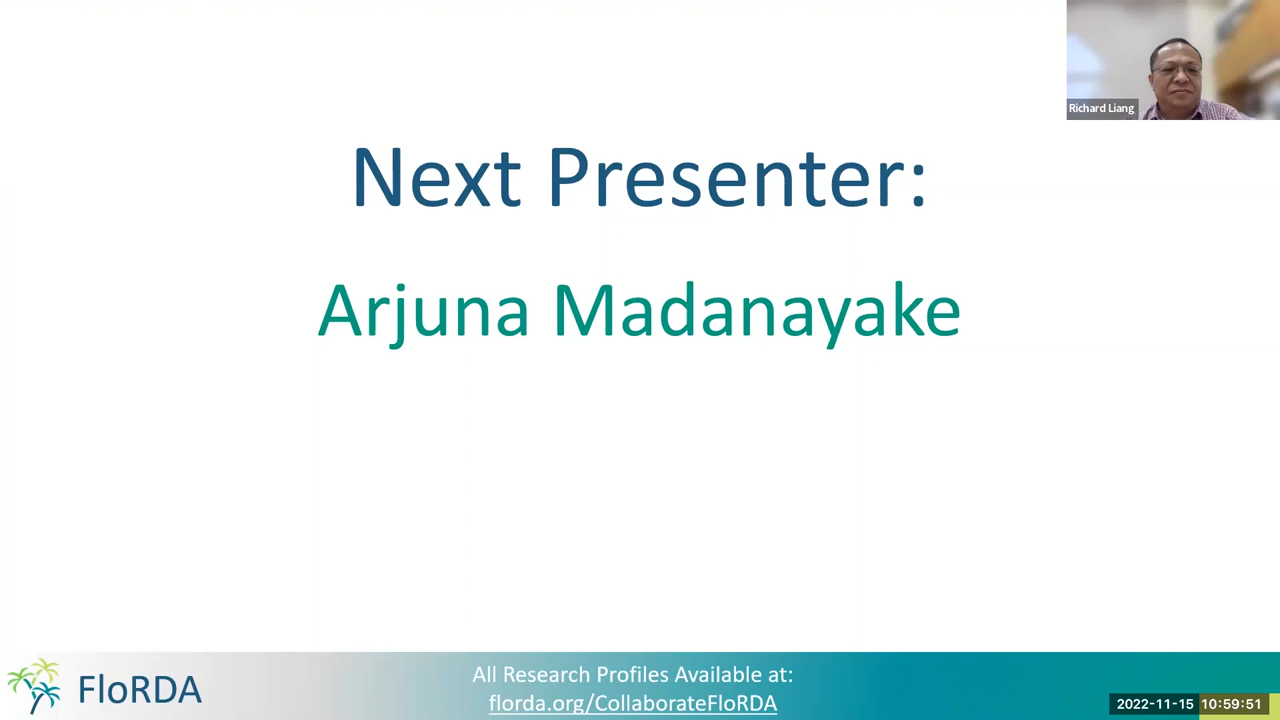 Richard Liang
Next Presenter:
Arjuna Madanayake
FloRDA
All Research Profiles Available at:
florda.org/CollaborateFloRDA
2022-11-15 10:59:51